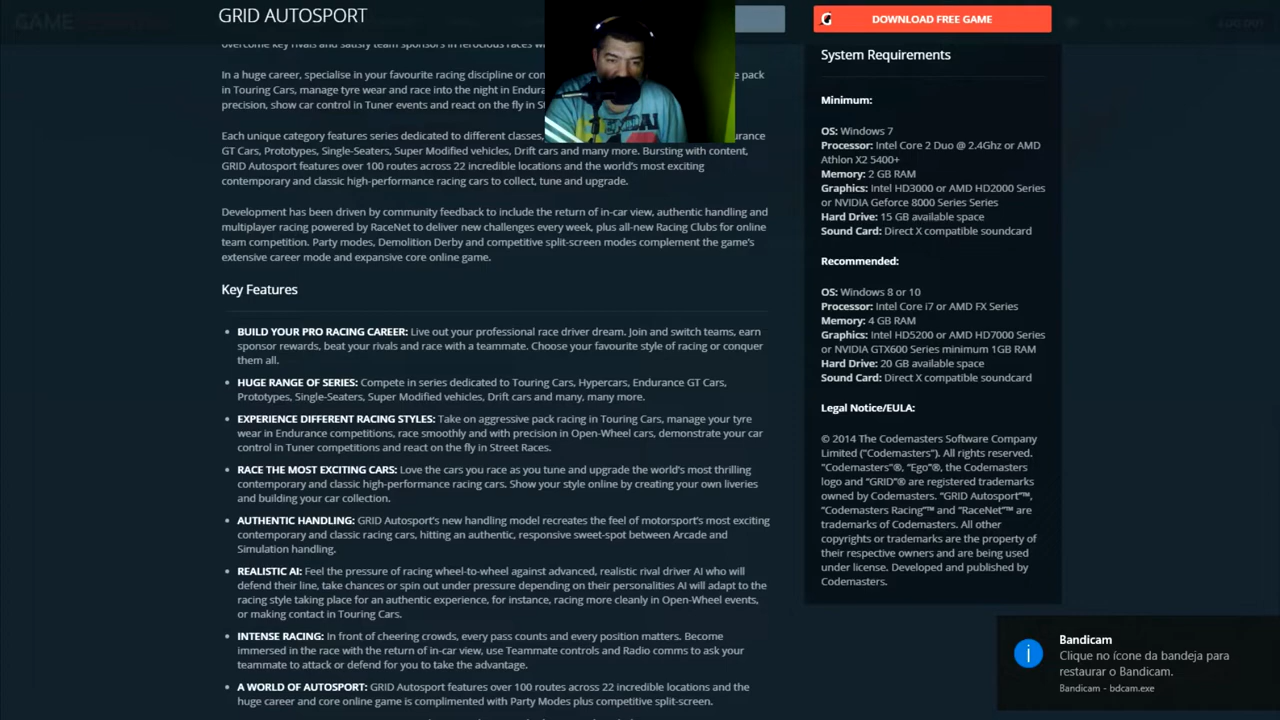 GRID AUTOSPORT
DOWNLOAD FREE GAME
overcome key rivals and satisfy team sponsors in ferocious races
In a huge career, specialise in your favourite racing discipline or
e pack
in Touring Cars, manage tyre wear and race into the night in
precision, show car control in Tuner events and react on the fly in
Each unique category features series dedicated to different classes,
GT Cars, Prototypes, Single-Seaters, Super Modified vehicles, Drift cars and many more. Bursting with content,
GRID Autosport features over 100 routes across 22 incredible locations and the world's most exciting
contemporary and classic high-performance racing cars to collect, tune and upgrade.
Development has been driven by community feedback to include the return of in-car view, authentic handling and
multiplayer racing powered by RaceNet to deliver new challenges every week, plus all-new Racing Clubs for online
team competition. Party modes, Demolition Derby and competitive split-screen modes complement the game's
extensive career mode and expansive core online game.
Key Features
BUILD YOUR PRO RACING CAREER: Live out your professional race driver dream. Join and switch teams, earn
sponsor rewards, beat your rivals and race with a teammate. Choose your favourite style of racing or conquer
them all.
HUGE RANGE OF SERIES: Compete in series dedicated to Touring Cars, Hypercars, Endurance GT Cars,
Prototypes, Single-Seaters, Super Modified vehicles, Drift cars and many, many more.
EXPERIENCE DIFFERENT RACING STYLES: Take on aggressive pack racing in Touring Cars, manage your tyre
wear in Endurance competitions, race smoothly and with precision in Open-Wheel cars, demonstrate your car
control in Tuner competitions and react on the fly in Street Races.
RACE THE MOST EXCITING CARS: Love the cars you race as you tune and upgrade the world's most thrilling
contemporary and classic high-performance racing cars. Show your style online by creating your own liveries
and building your car collection.
AUTHENTIC HANDLING: GRID Autosport's new handling model recreates the feel of motorsport's most exciting
contemporary and classic racing cars, hitting an authentic, responsive sweet-spot between Arcade and
Simulation handling.
REALISTIC AI: Feel the pressure of racing wheel-to-wheel against advanced, realistic rival driver AI who will
defend their line, take chances or spin out under pressure depending on their personalities AI will adapt to the
racing style taking place for an authentic experience, for instance, racing more cleanly in Open-Wheel events,
or making contact in Touring Cars.
INTENSE RACING: In front of cheering crowds, every pass counts and every position matters. Become
immersed in the race with the return of in-car view, use Teammate controls and Radio comms to ask your
teammate to attack or defend for you to take the advantage.
A WORLD OF AUTOSPORT: GRID Autosport features over 100 routes across 22 incredible locations and the
huge career and core online game is complimented with Party Modes plus competitive split-screen.
System Requirements
Minimum:
OS: Windows 7
Processor: Intel Core 2 Duo @ 2.4Ghz or AMD
Athlon X2 5400+
Memory: 2 GB RAM
Graphics: Intel HD3000 or AMD HD2000 Series
or NVIDIA Geforce 8000 Series Series
Hard Drive: 15 GB available space
Sound Card: Direct X compatible soundcard
Recommended:
OS: Windows 8 or 10
Processor: Intel Core i7 or AMD FX Series
Memory: 4 GB RAM
Graphics: Intel HD5200 or AMD HD7000 Series
or NVIDIA GTX600 Series minimum 1GB RAM
Hard Drive: 20 GB available space
Sound Card: Direct X compatible soundcard
Legal Notice/EULA:
© 2014 The Codemasters Software Company
Limited ("Codemasters"). All rights reserved.
"Codemasters"®, "Ego"®, the Codemasters
logo and "GRID"® are registered trademarks
owned by Codemasters. "GRID Autosport"™,
"Codemasters Racing"™ and "RaceNet"™ are
trademarks of Codemasters. All other
copyrights or trademarks are the property of
their respective owners and are being used
under license. Developed and published by
Codemasters.
Bandicam
Clique no ícone da bandeja para
restaurar o Bandicam.
Bandicam - bdcam.exe